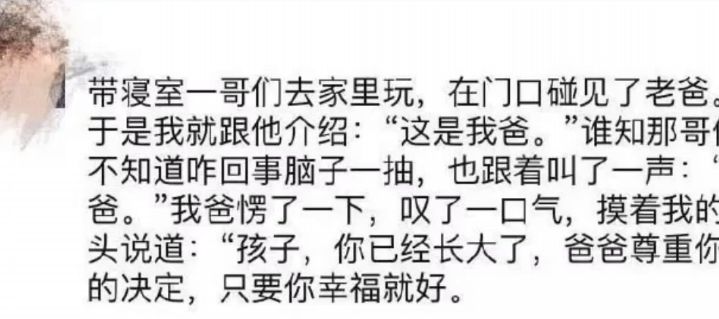 带寝室一哥们去家里玩，在门口碰见了老爸。
于是我就跟他介绍：“这是我爸。”谁知那哥
不知道咋回事脑子一抽，也跟着叫了一声：“
爸。”我爸愣了一下，叹了一口气，摸着我的
头说道：“孩子，你已经长大了，爸爸尊重你
的决定，只要你幸福就好。